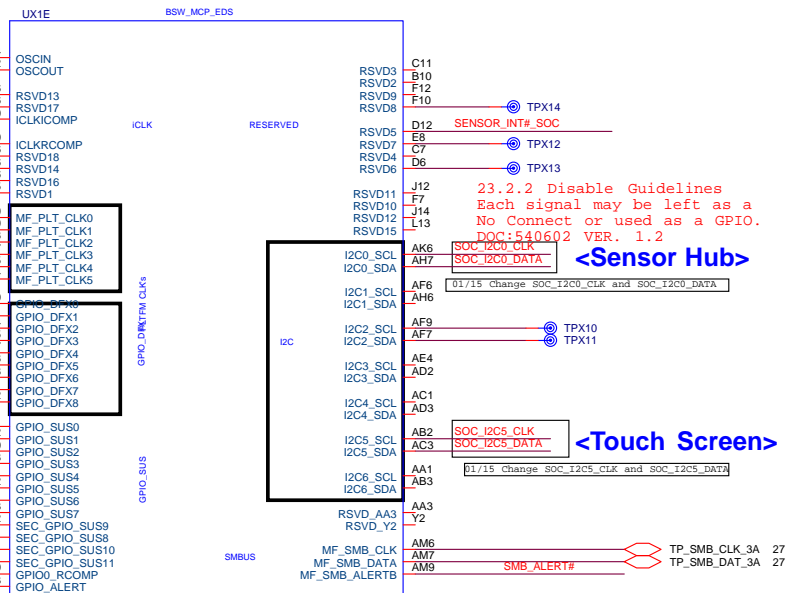 UX1E
BSW_MCP_EDS
OSCIN
OSCOUT
RSVD13
RSVD17
ICLKICOMP
ICLKRCOMP
RSVD18
RSVD14
RSVD16
RSVD1
MF_PLT_CLK0
MF_PLT_CLK1
MF_PLT_CLK2
MF_PLT_CLK3
MF_PLT_CLK4
MF_PLT_CLK5
GPIO_DFX0
GPIO_DFX1
GPIO_DFX2
GPIO_DFX3
GPIO_DFX4
GPIO_DFX5
GPIO_DFX6
GPIO_DFX7
GPIO_DFX8
GPIO_SUS0
GPIO_SUS1
GPIO_SUS2
GPIO_SUS3
GPIO_SUS4
GPIO_SUS5
GPIO_SUS6
GPIO_SUS7
SEC_GPIO_SUS9
SEC_GPIO_SUS8
SEC_GPIO_SUS10
SEC_GPIO_SUS11
GPIO0_RCOMP
GPIO_ALERT
iCLK
PLTFM CLK's
GPIO_DFX
GPIO_SUS
RESERVED
I2C
SMBUS
RSVD3 C11
RSVD2 B10
RSVD9 F12
RSVD8 F10 TPX14
RSVD5 D12 SENSOR_INT#_SOC
RSVD7 E8 TPX12
RSVD4 C7
RSVD6 D6 TPX13
RSVD11 J12
RSVD10 F7
RSVD12 J14
RSVD15 L13
23.2.2 Disable Guidelines
Each signal may be left as a
No Connect or used as a GPIO.
DOC:540602 VER. 1.2
I2C0_SCL AK6 SOC_I2C0_CLK
I2C0_SDA AH7 SOC_I2C0_DATA
<Sensor Hub>
I2C1_SCL AF6
I2C1_SDA AH6
01/15 Change SOC_I2C0_CLK and SOC_I2C0_DATA
I2C2_SCL AF9 TPX10
I2C2_SDA AF7 TPX11
I2C3_SCL AE4
I2C3_SDA AD2
I2C4_SCL AC1
I2C4_SDA AD3
I2C5_SCL AB2 SOC_I2C5_CLK
I2C5_SDA AC3 SOC_I2C5_DATA
<Touch Screen>
I2C6_SCL AA1
I2C6_SDA AB3
01/15 Change SOC_I2C5_CLK and SOC_I2C5_DATA
RSVD_AA3 AA3
RSVD_Y2 Y2
MF_SMB_CLK AM6 TP_SMB_CLK_3A 27
MF_SMB_DATA AM7 TP_SMB_DAT_3A 27
MF_SMB_ALERTB AM9 SMB_ALERT#